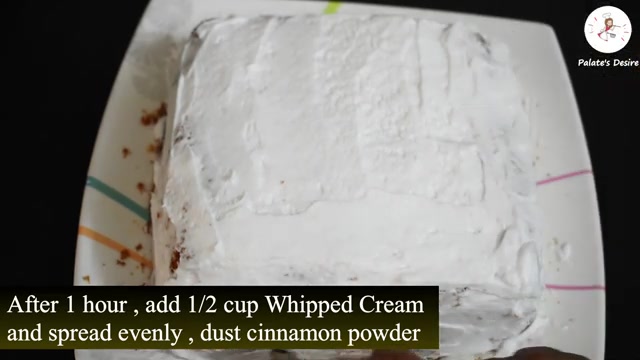 Palate's Desire
After 1 hour , add 1/2 cup Whipped Cream
and spread evenly , dust cinnamon powder